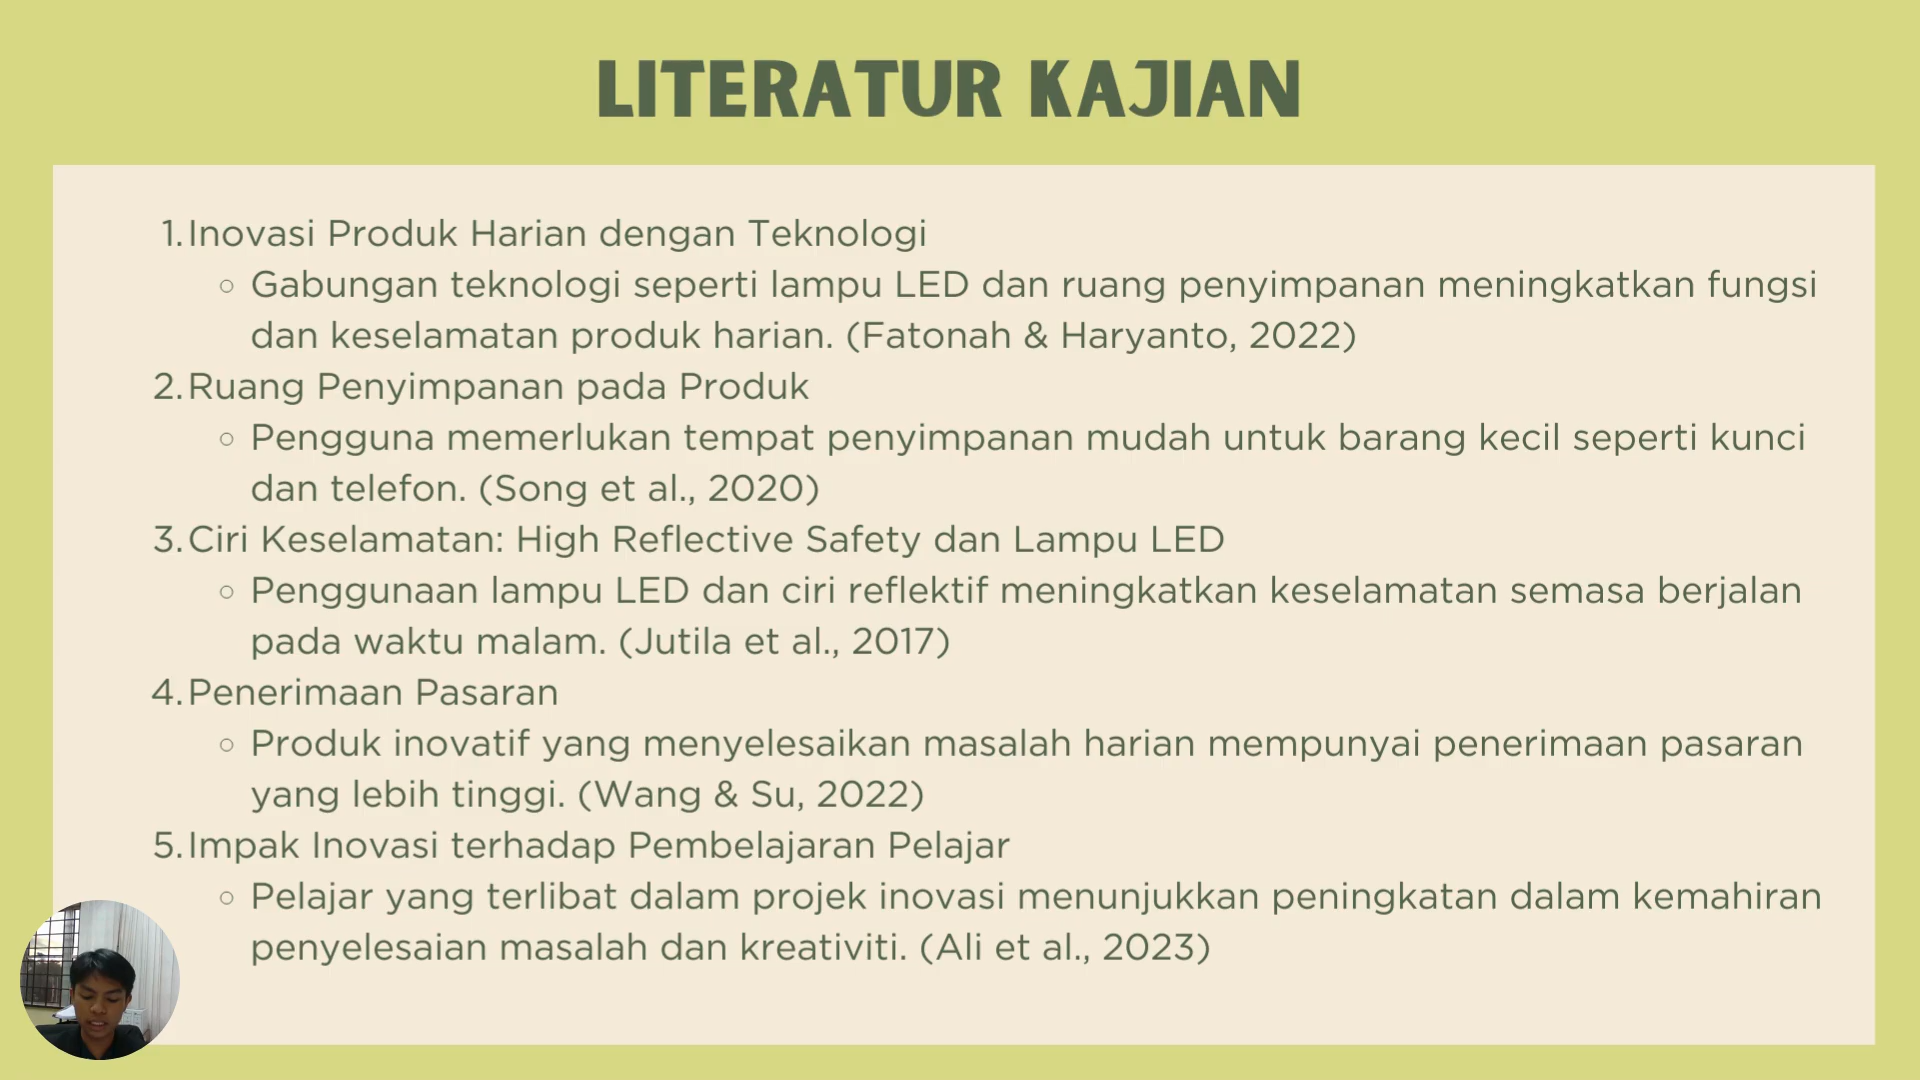 LITERATUR KAJIAN
1. Inovasi Produk Harian dengan Teknologi
○ Gabungan teknologi seperti lampu LED dan ruang penyimpanan meningkatkan fungsi
dan keselamatan produk harian. (Fatonah & Haryanto, 2022)
2. Ruang Penyimpanan pada Produk
○ Pengguna memerlukan tempat penyimpanan mudah untuk barang kecil seperti kunci
dan telefon. (Song et al., 2020)
3. Ciri Keselamatan: High Reflective Safety dan Lampu LED
○ Penggunaan lampu LED dan ciri reflektif meningkatkan keselamatan semasa berjalan
pada waktu malam. (Jutila et al., 2017)
4. Penerimaan Pasaran
○ Produk inovatif yang menyelesaikan masalah harian mempunyai penerimaan pasaran
yang lebih tinggi. (Wang & Su, 2022)
5. Impak Inovasi terhadap Pembelajaran Pelajar
○ Pelajar yang terlibat dalam projek inovasi menunjukkan peningkatan dalam kemahiran
penyelesaian masalah dan kreativiti. (Ali et al., 2023)